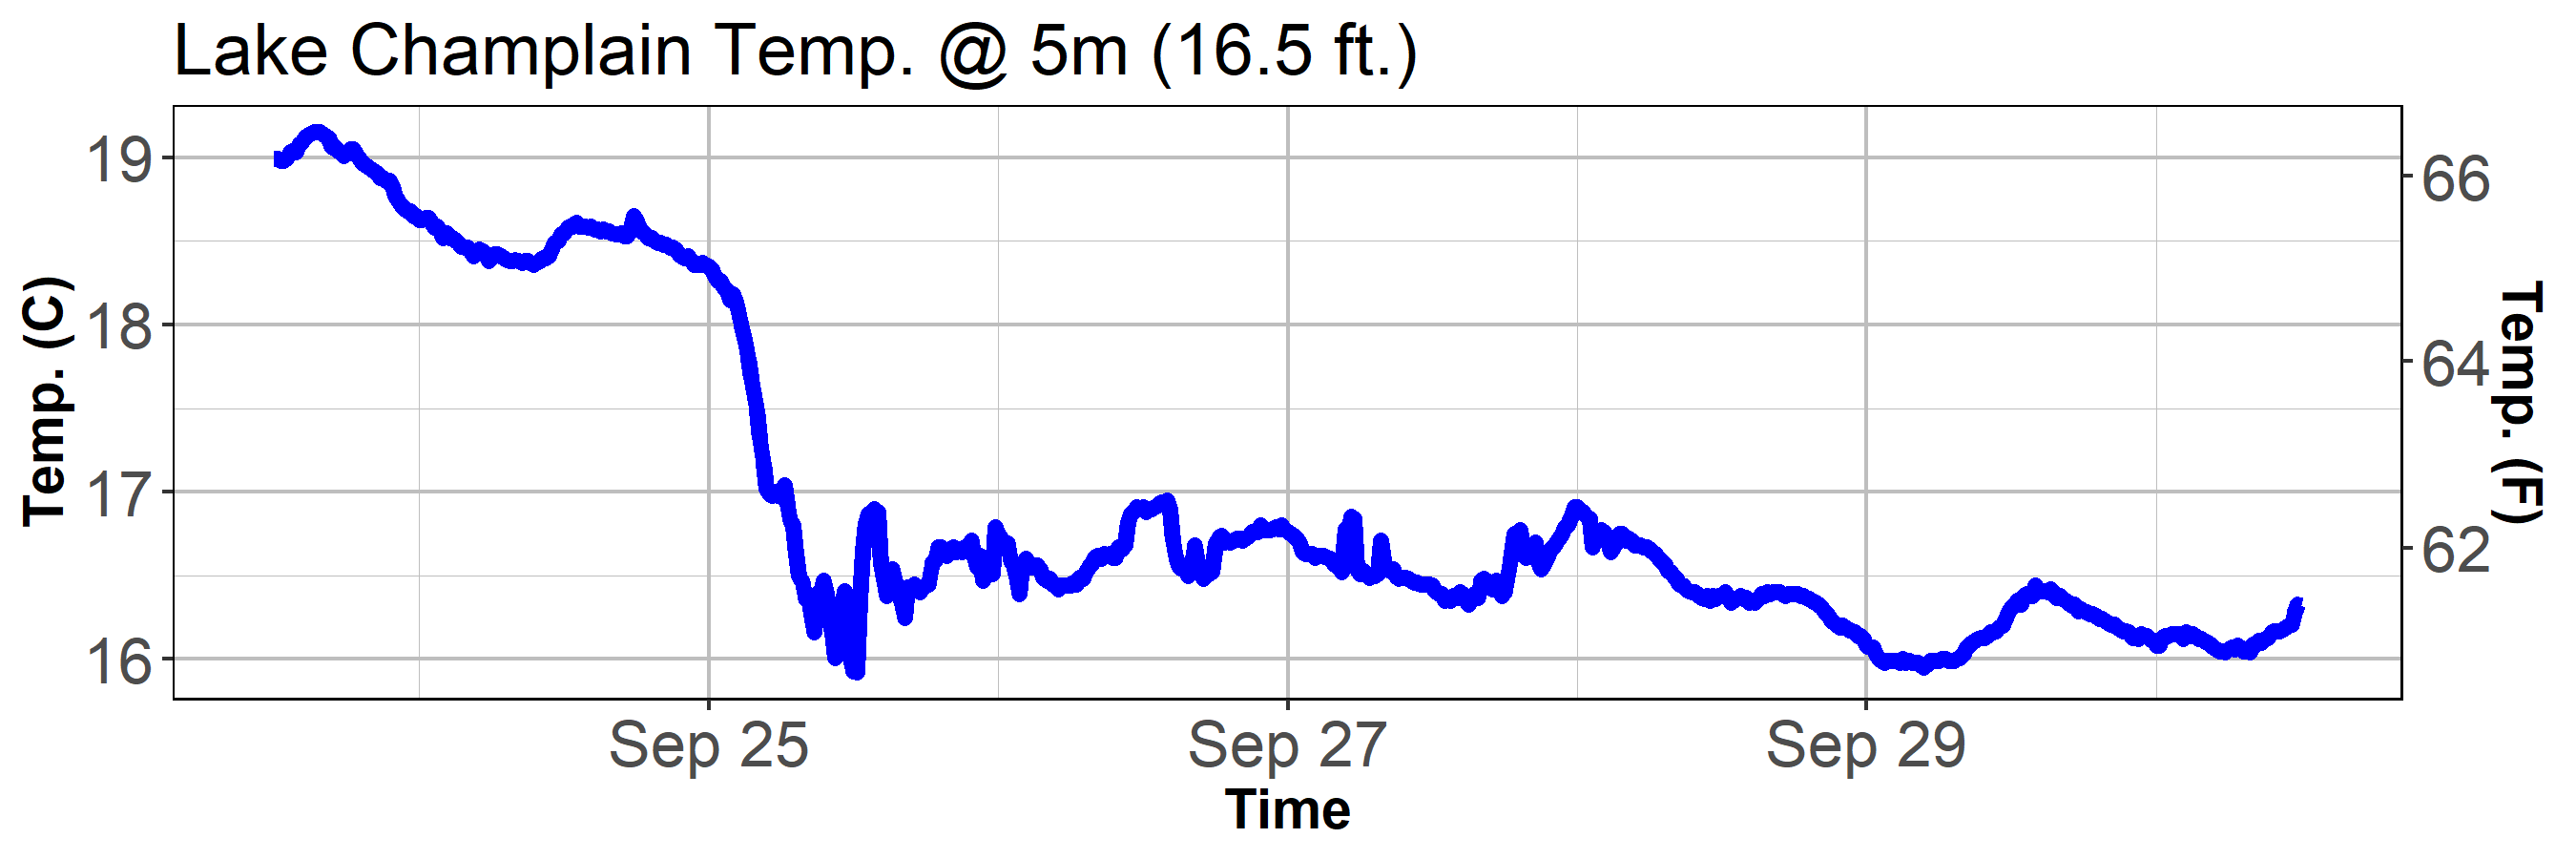 Lake Champlain Temp. @ 5m (16.5 ft.)
Temp. (C)
19
18
17
16
66
64
62
Temp. (F)
Sep 25
Sep 27
Sep 29
Time